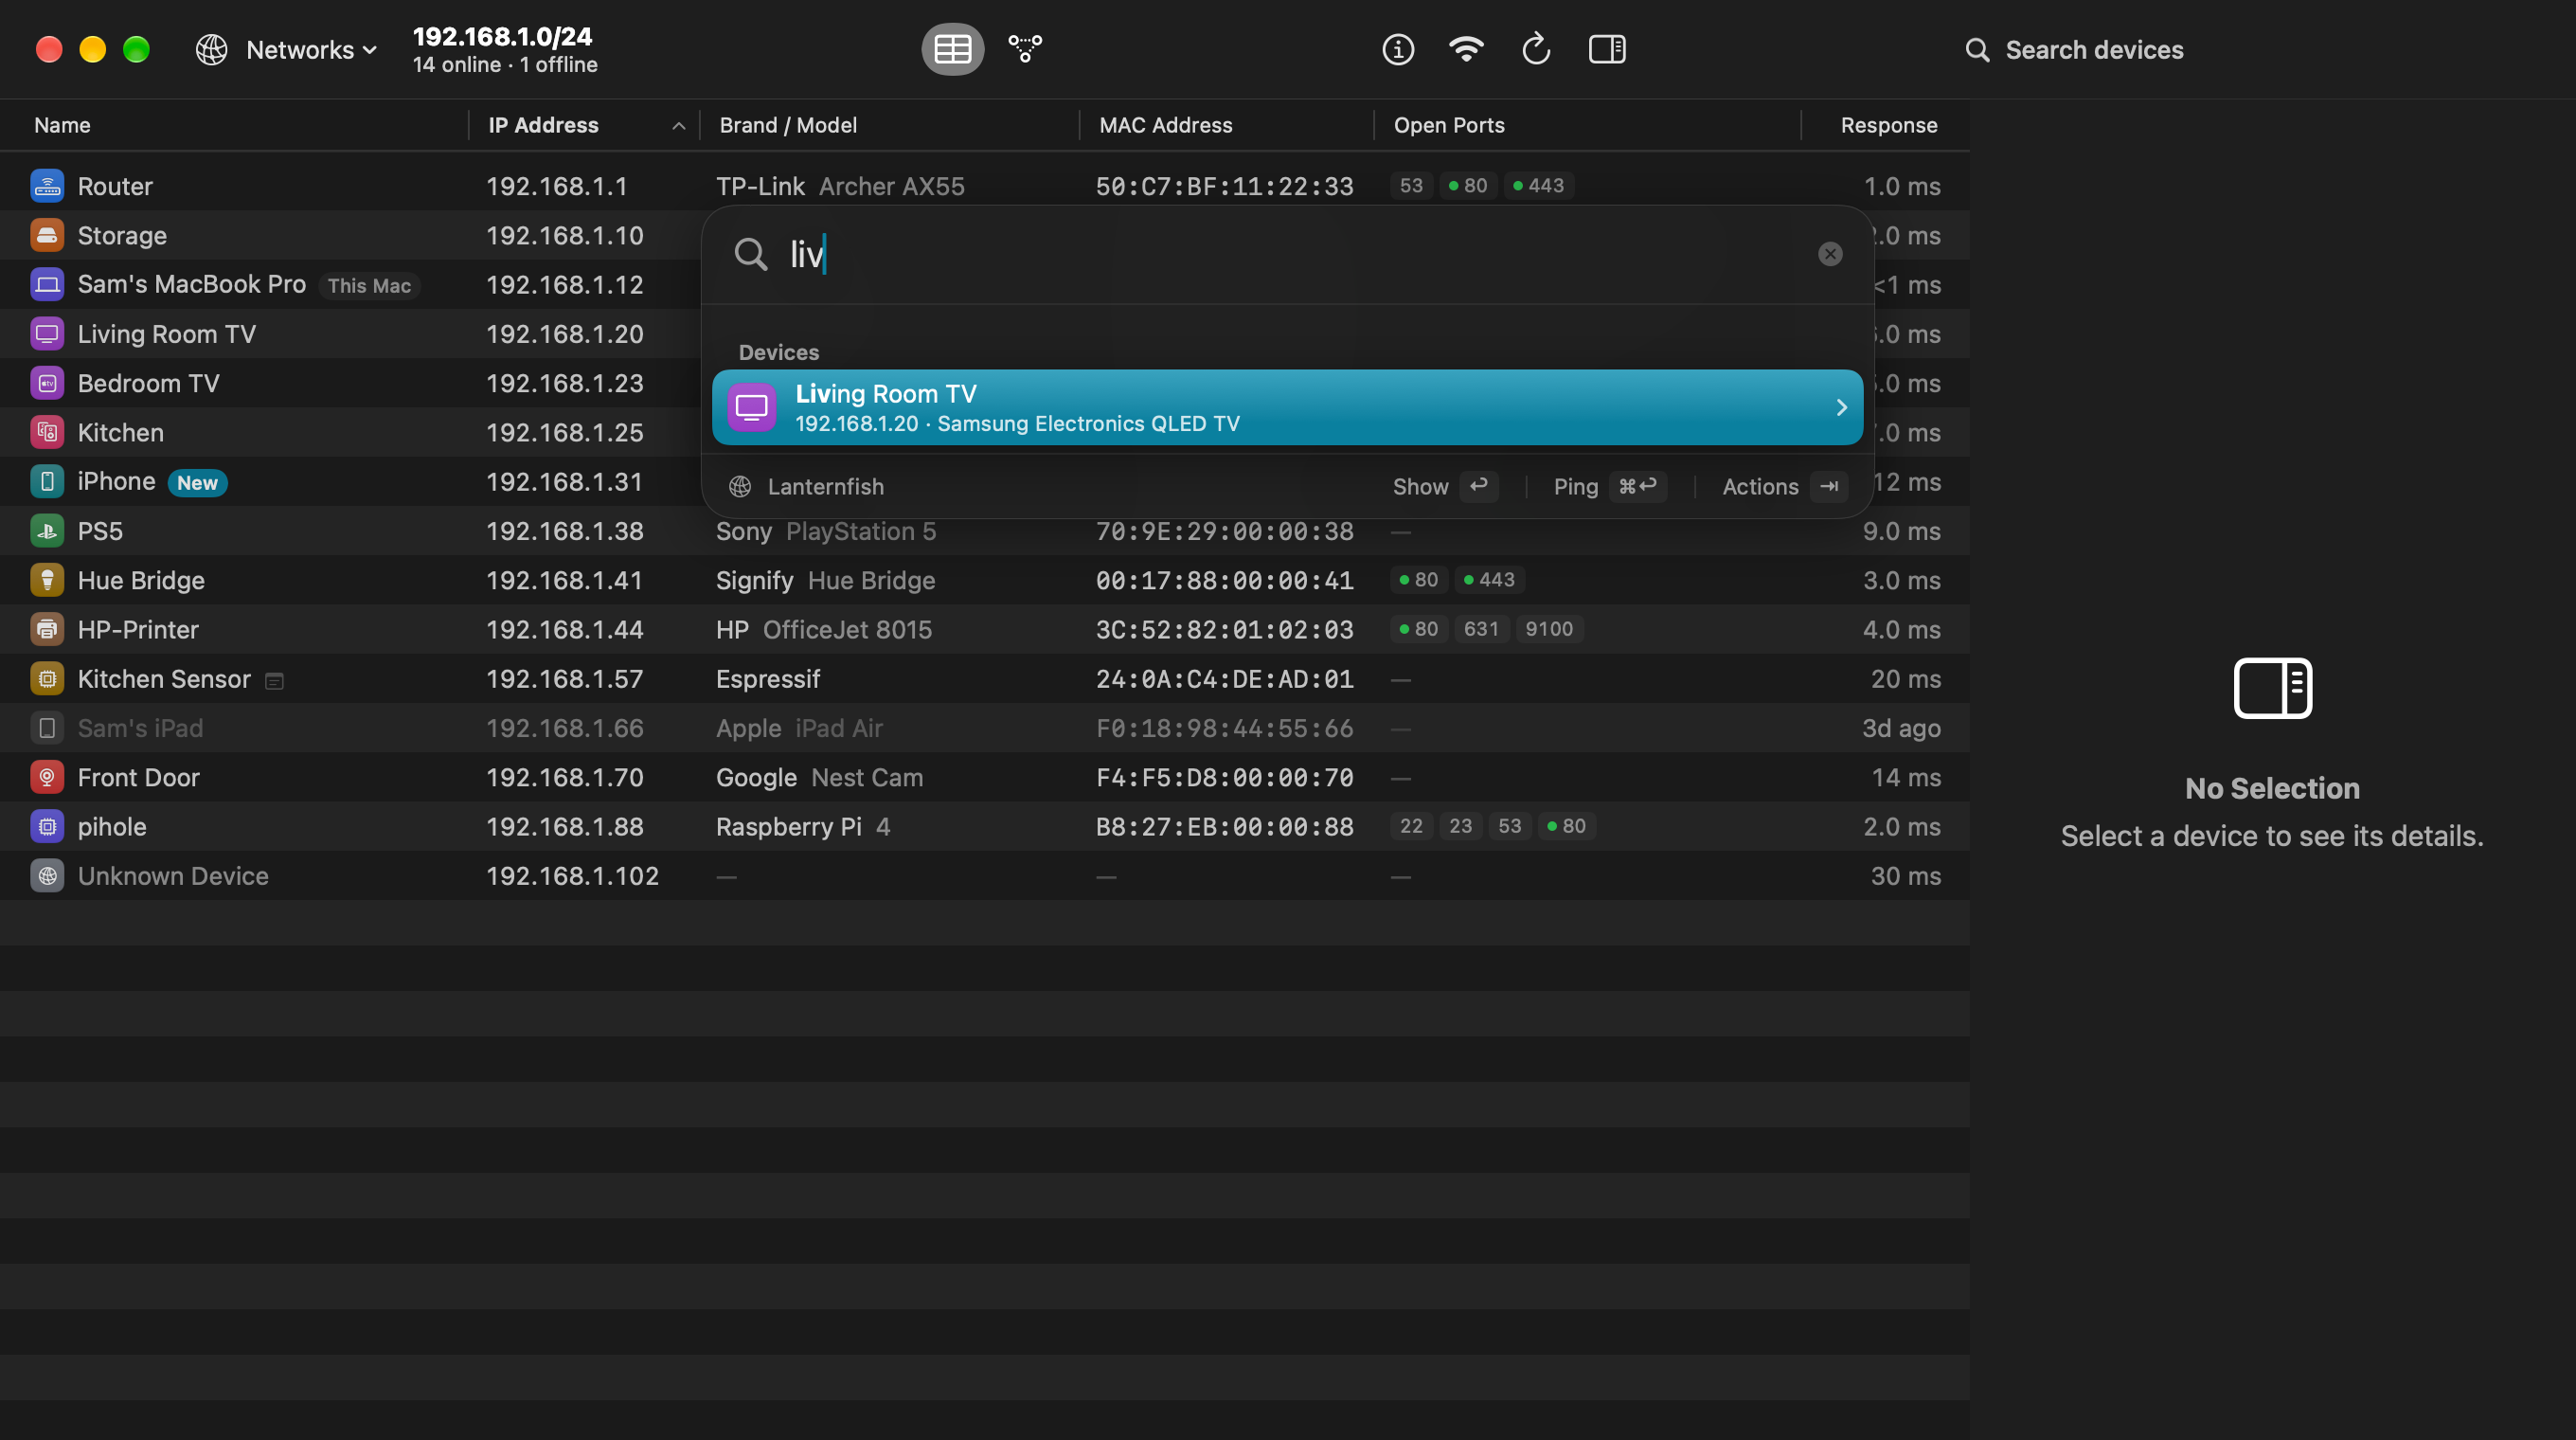 Networks
192.168.1.0/24
14 online · 1 offline
Search devices
Name IP Address Brand / Model MAC Address Open Ports Response
Router 192.168.1.1 TP-Link Archer AX55 50:C7:BF:11:22:33 53 80 443 1.0 ms
Storage 192.168.1.10 .0 ms
Sam's MacBook Pro This Mac 192.168.1.12 <1 ms
Living Room TV 192.168.1.20 .0 ms
Bedroom TV 192.168.1.23 .0 ms
Kitchen 192.168.1.25 .0 ms
iPhone New 192.168.1.31 12 ms
liv
Devices
Living Room TV
192.168.1.20 · Samsung Electronics QLED TV
Lanternfish Show Ping ⌘ Actions
PS5 192.168.1.38 Sony PlayStation 5 70:9E:29:00:00:38 — 9.0 ms
Hue Bridge 192.168.1.41 Signify Hue Bridge 00:17:88:00:00:41 80 443 3.0 ms
HP-Printer 192.168.1.44 HP OfficeJet 8015 3C:52:82:01:02:03 80 631 9100 4.0 ms
Kitchen Sensor 192.168.1.57 Espressif 24:0A:C4:DE:AD:01 — 20 ms
Sam's iPad 192.168.1.66 Apple iPad Air F0:18:98:44:55:66 — 3d ago
Front Door 192.168.1.70 Google Nest Cam F4:F5:D8:00:00:70 — 14 ms
pihole 192.168.1.88 Raspberry Pi 4 B8:27:EB:00:00:88 22 23 53 80 2.0 ms
Unknown Device 192.168.1.102 — — — 30 ms
No Selection
Select a device to see its details.